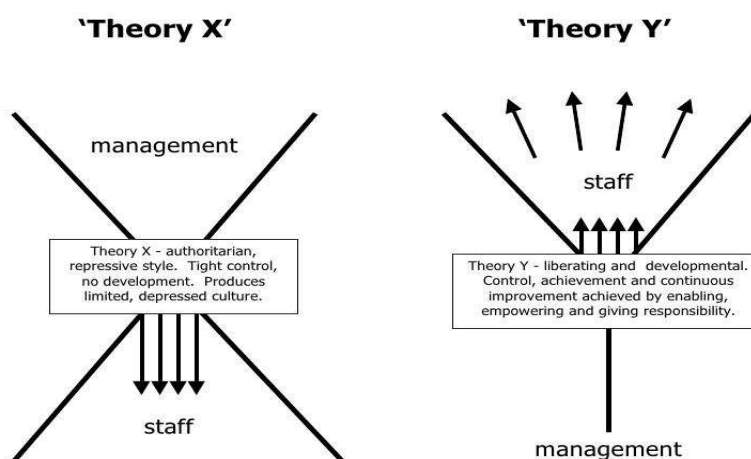 'Theory X'
management
Theory X - authoritarian,
repressive style. Tight control,
no development. Produces
limited, depressed culture.
staff
'Theory Y'
staff
Theory Y - liberating and developmental.
Control, achievement and continuous
improvement achieved by enabling,
empowering and giving responsibility.
management